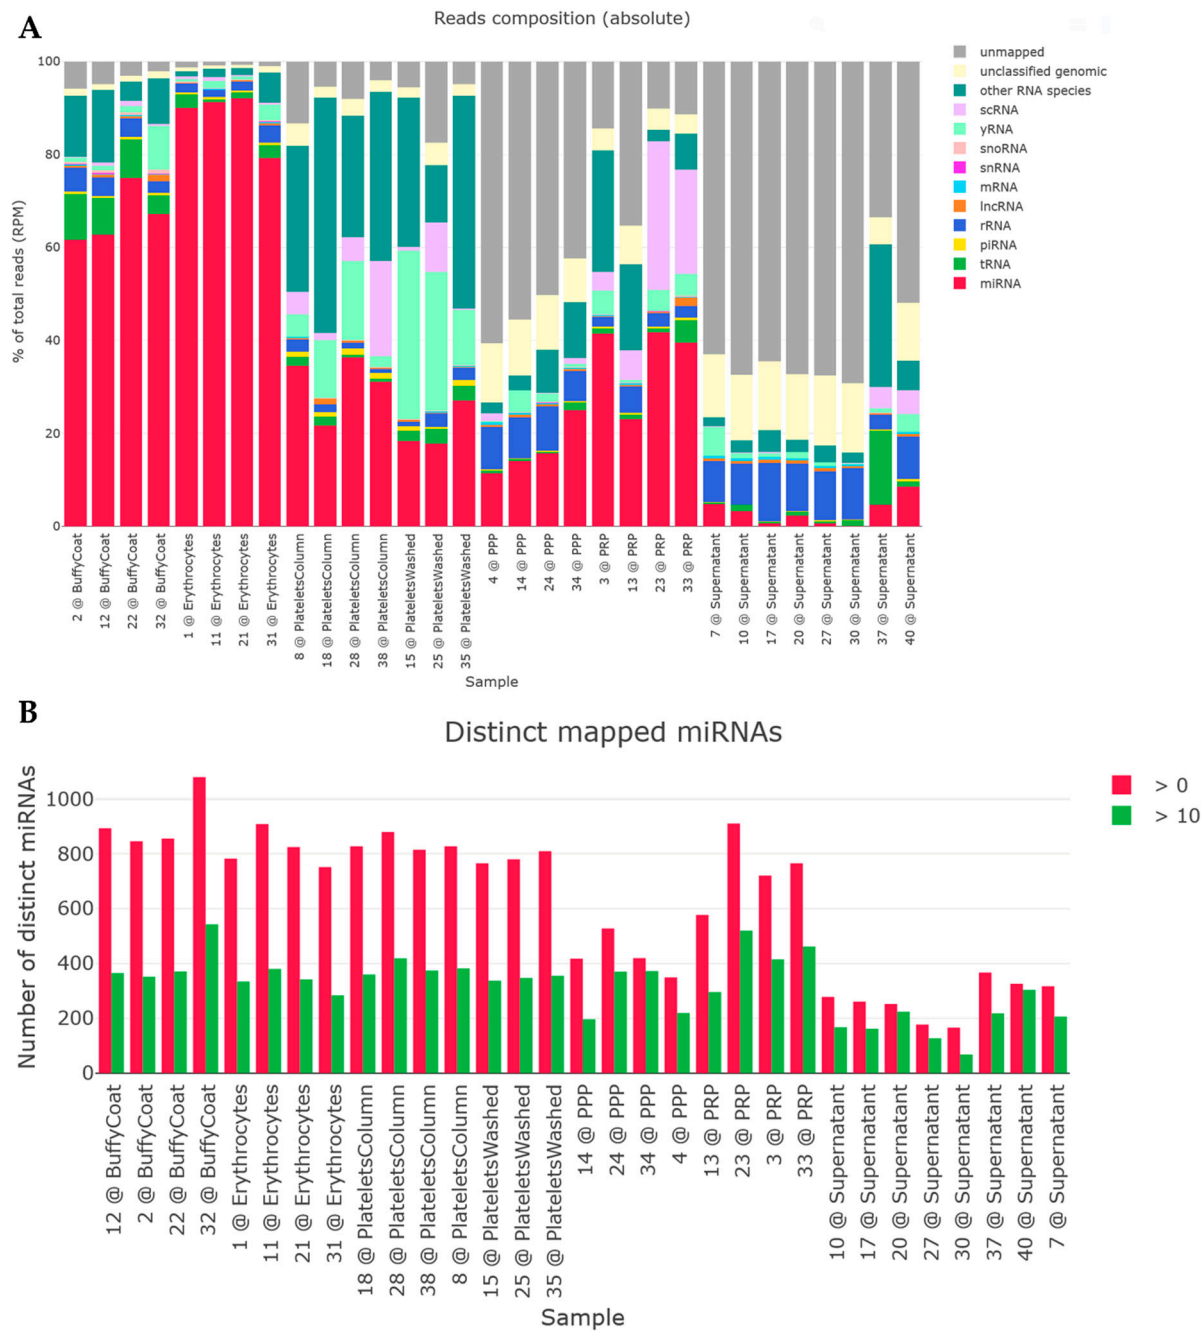 A
Reads composition (absolute)
% of total reads (RPM)
100
80
60
40
20
0
unmapped
unclassified genomic
other RNA species
scRNA
yRNA
snoRNA
snRNA
mRNA
lncRNA
rRNA
piRNA
tRNA
miRNA
2 @ BuffyCoat
12 @ BuffyCoat
22 @ BuffyCoat
32 @ BuffyCoat
1 @ Erythrocytes
11 @ Erythrocytes
21 @ Erythrocytes
31 @ Erythrocytes
8 @ PlateletsColumn
18 @ PlateletsColumn
28 @ PlateletsColumn
38 @ PlateletsColumn
15 @ PlateletsWashed
25 @ PlateletsWashed
35 @ PlateletsWashed
4 @ PPP
14 @ PPP
24 @ PPP
34 @ PPP
3 @ PRP
13 @ PRP
23 @ PRP
33 @ PRP
7 @ Supernatant
10 @ Supernatant
17 @ Supernatant
20 @ Supernatant
27 @ Supernatant
30 @ Supernatant
37 @ Supernatant
40 @ Supernatant
Sample
B
Distinct mapped miRNAs
Number of distinct miRNAs
1000
800
600
400
200
0
> 0
> 10
12 @ BuffyCoat
2 @ BuffyCoat
22 @ BuffyCoat
32 @ BuffyCoat
1 @ Erythrocytes
11 @ Erythrocytes
21 @ Erythrocytes
31 @ Erythrocytes
18 @ PlateletsColumn
28 @ PlateletsColumn
38 @ PlateletsColumn
8 @ PlateletsColumn
15 @ PlateletsWashed
25 @ PlateletsWashed
35 @ PlateletsWashed
14 @ PPP
24 @ PPP
34 @ PPP
4 @ PPP
13 @ PRP
23 @ PRP
3 @ PRP
33 @ PRP
10 @ Supernatant
17 @ Supernatant
20 @ Supernatant
27 @ Supernatant
30 @ Supernatant
37 @ Supernatant
40 @ Supernatant
7 @ Supernatant
Sample